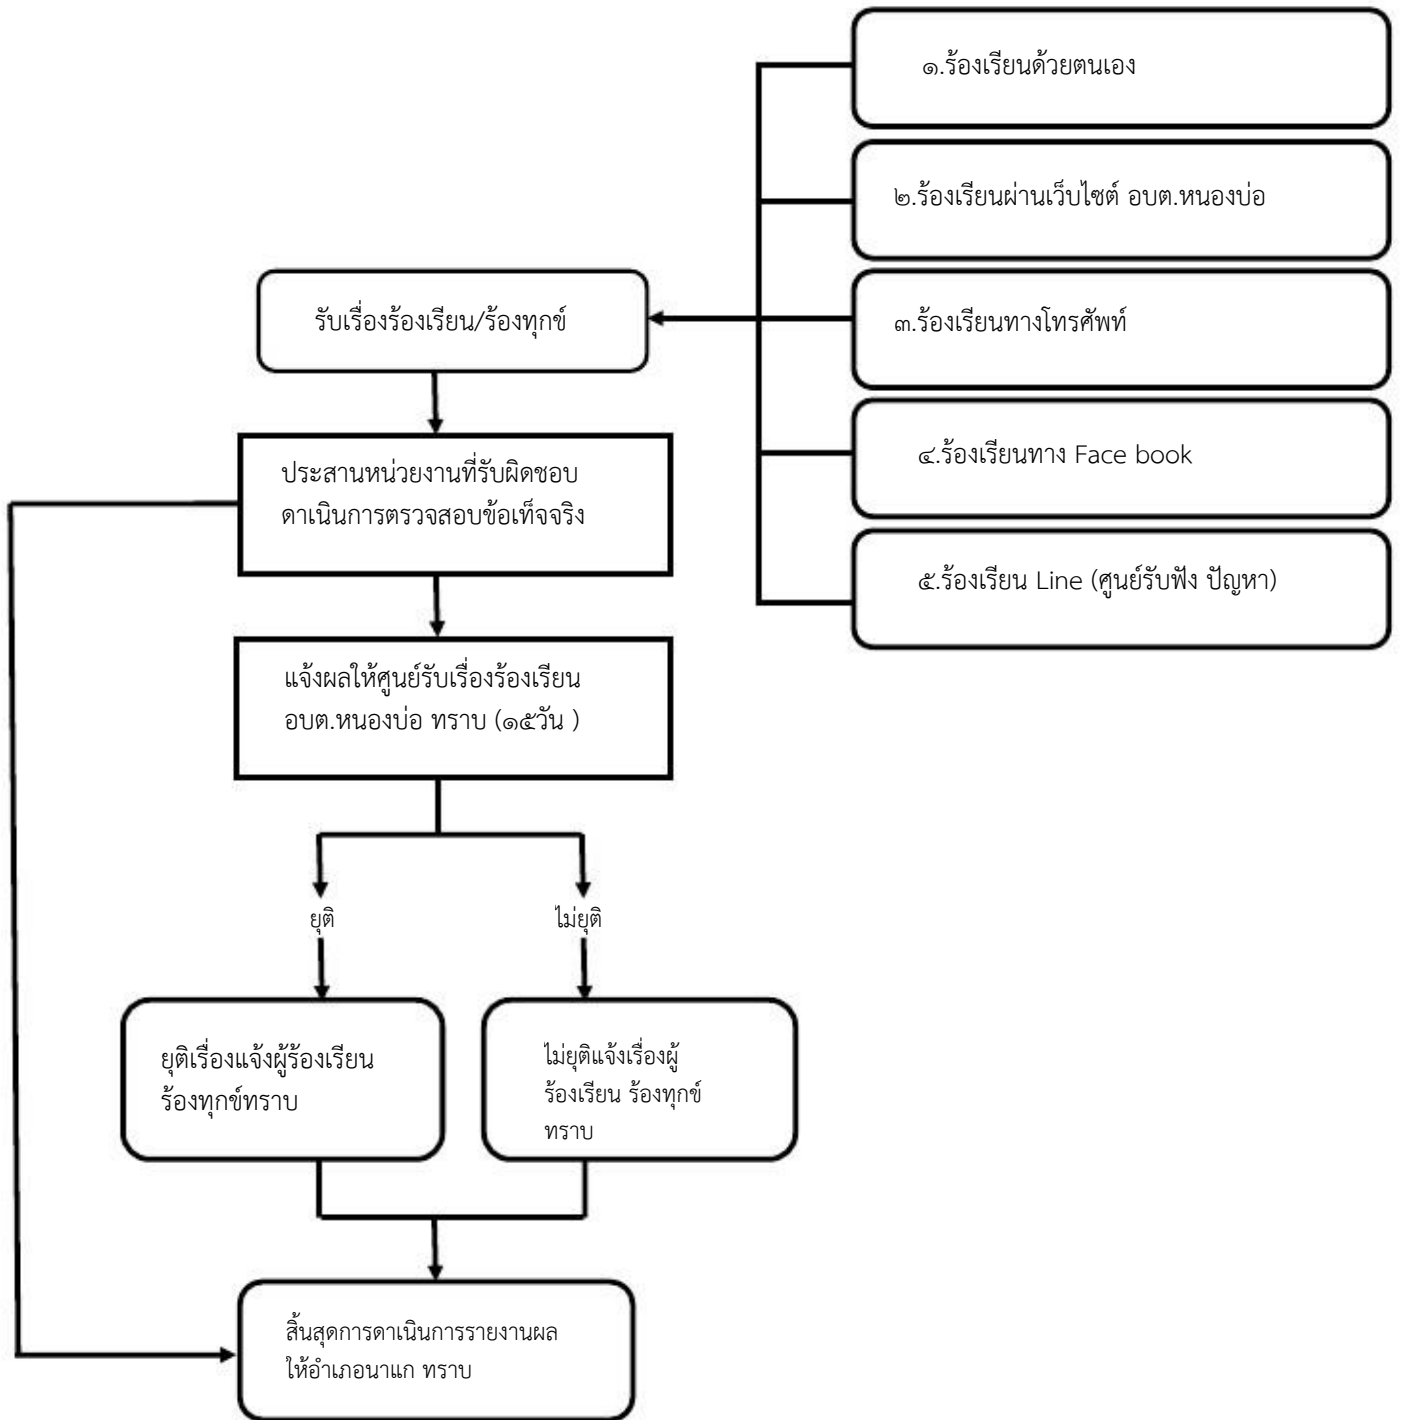 ๑.ร้องเรียนด้วยตนเอง
๒.ร้องเรียนผ่านเว็บไซต์ อบต.หนองบ่อ
รับเรื่องร้องเรียน/ร้องทุกข์
๓.ร้องเรียนทางโทรศัพท์
๔.ร้องเรียนทาง Face book
ประสานหน่วยงานที่รับผิดชอบ
ดาเนินการตรวจสอบข้อเท็จจริง
๕.ร้องเรียน Line (ศูนย์รับฟัง ปัญหา)
แจ้งผลให้ศูนย์รับเรื่องร้องเรียน
อบต.หนองบ่อ ทราบ (๑๕วัน )
ยุติ
ไม่ยุติ
ยุติเรื่องแจ้งผู้ร้องเรียน
ร้องทุกข์ทราบ
ไม่ยุติแจ้งเรื่องผู้
ร้องเรียน ร้องทุกข์
ทราบ
สิ้นสุดการดาเนินการรายงานผล
ให้อำเภอนาแก ทราบ